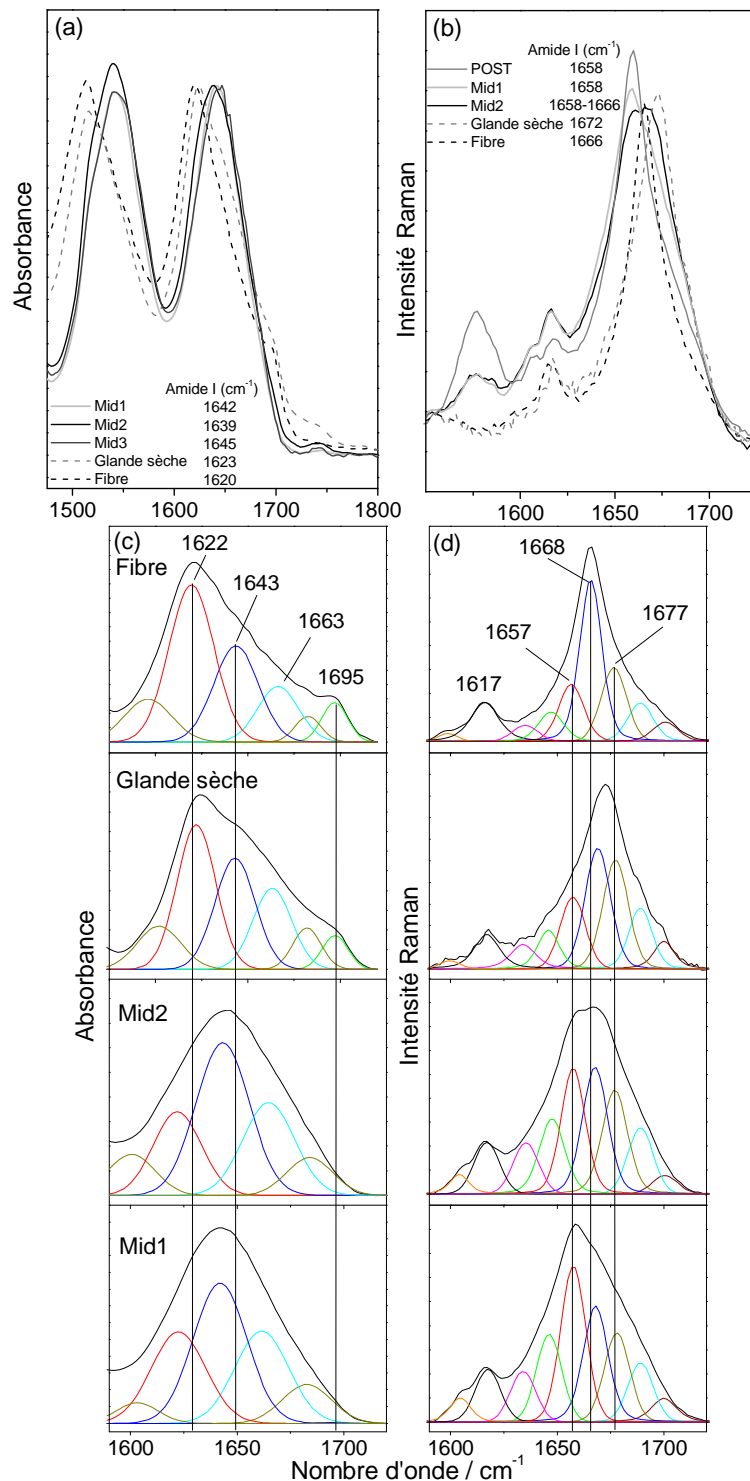 (a)
Absorbance
Amide I (cm-1)
Mid1 1642
Mid2 1639
Mid3 1645
Glande sèche 1623
Fibre 1620
1500 1600 1700 1800
(b)
Intensité Raman
Amide I (cm-1)
POST 1658
Mid1 1658
Mid2 1658-1666
Glande sèche 1672
Fibre 1666
1600 1650 1700
(c)
Fibre
1622
1643
1663
1695
(d)
1668
1657
1677
1617
Glande sèche
Absorbance
Intensité Raman
Mid2
Mid1
1600 1650 1700
1600 1650 1700
Nombre d'onde / cm-1